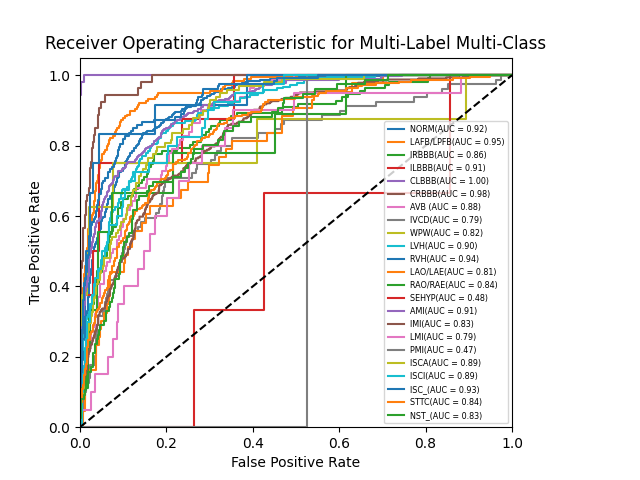 Receiver Operating Characteristic for Multi-Label Multi-Class
1.0
0.8
0.6
0.4
0.2
0.0
True Positive Rate
0.0 0.2 0.4 0.6 0.8 1.0
False Positive Rate
NORM(AUC = 0.92)
LAFB/LPFB(AUC = 0.95)
IRBBB(AUC = 0.86)
ILBBB(AUC = 0.91)
CLBBB(AUC = 1.00)
CRBBB(AUC = 0.98)
AVB (AUC = 0.88)
IVCD(AUC = 0.79)
WPW(AUC = 0.82)
LVH(AUC = 0.90)
RVH(AUC = 0.94)
LAO/LAE(AUC = 0.81)
RAO/RAE(AUC = 0.84)
SEHYP(AUC = 0.48)
AMI(AUC = 0.91)
IMI(AUC = 0.83)
LMI(AUC = 0.79)
PMI(AUC = 0.47)
ISCA(AUC = 0.89)
ISCI(AUC = 0.89)
ISC_(AUC = 0.93)
STTC(AUC = 0.84)
NST_(AUC = 0.83)